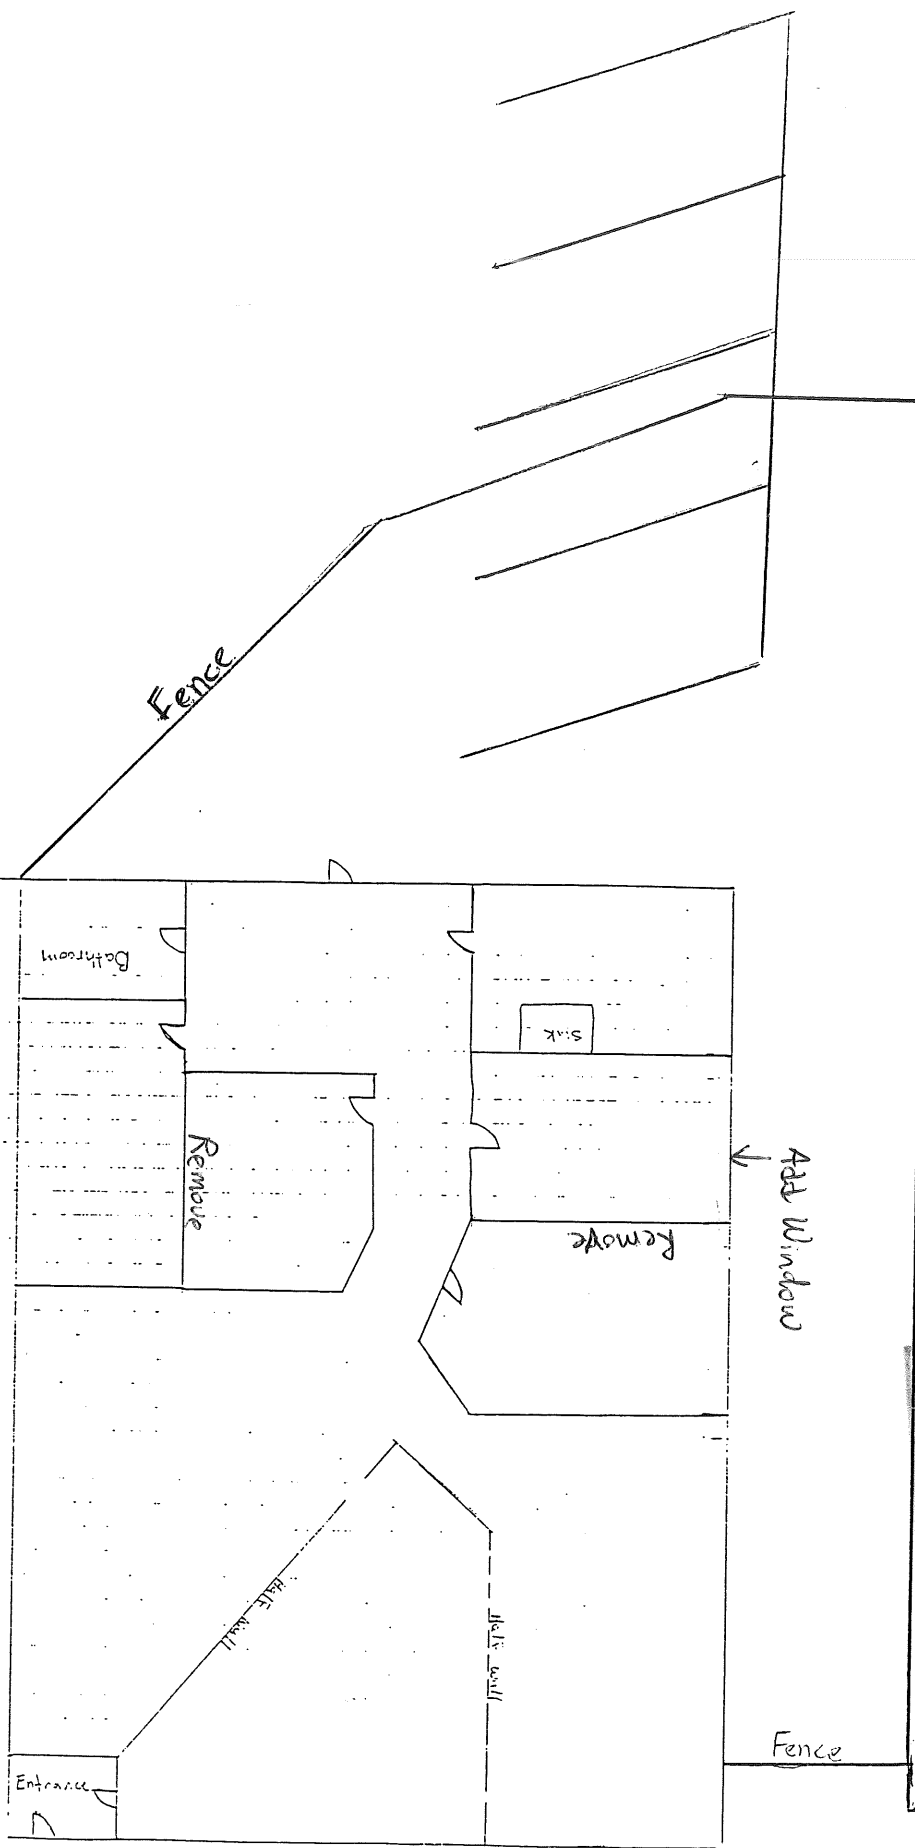 Fence
Bathroom
Sink
Remove
Add Window
Remove
Half Wall
Half wall
Fence
Entrance